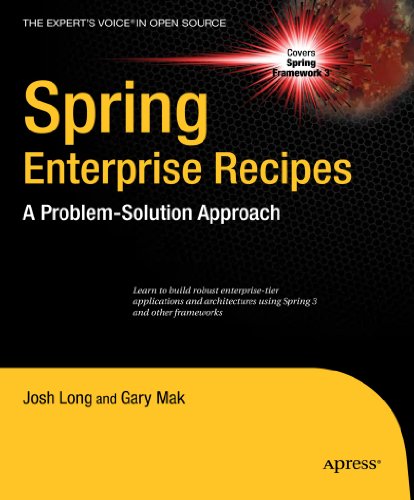 THE EXPERT'S VOICE® IN OPEN SOURCE
Covers
Spring
Framework 3
Spring
Enterprise Recipes
A Problem-Solution Approach
Learn to build robust enterprise-tier
applications and architectures using Spring 3
and other frameworks
Josh Long and Gary Mak
Apress®